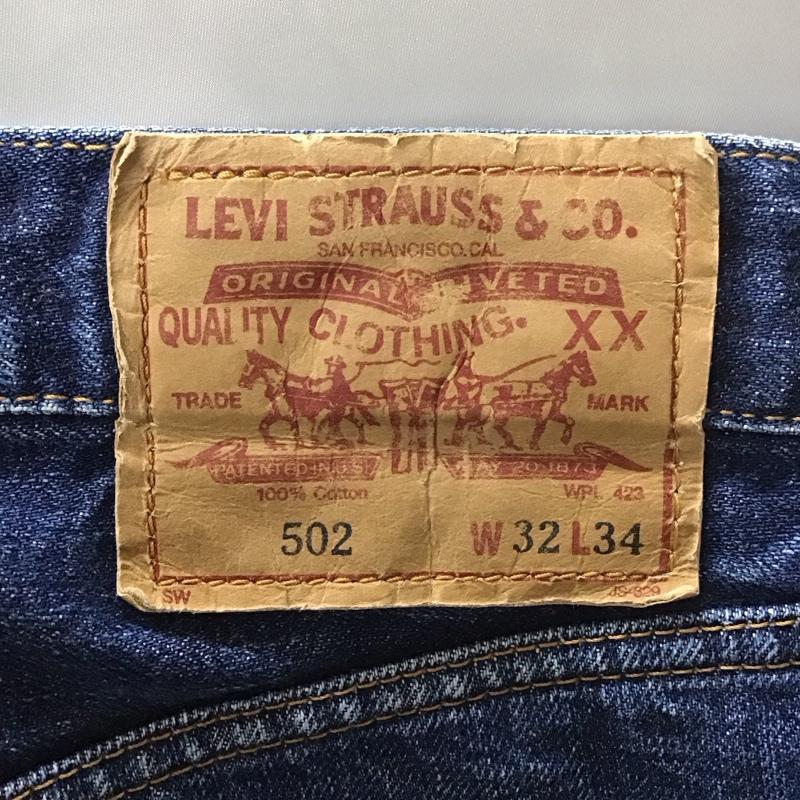 LEVI STRAUSS & CO.
SAN FRANCISCO, CAL
ORIGINAL RIVETED
QUALITY CLOTHING. XX
TRADE MARK
PATENTED IN U.S. MAY 20 1873
100% Cotton WPL 423
502 W 32 L 34
SW